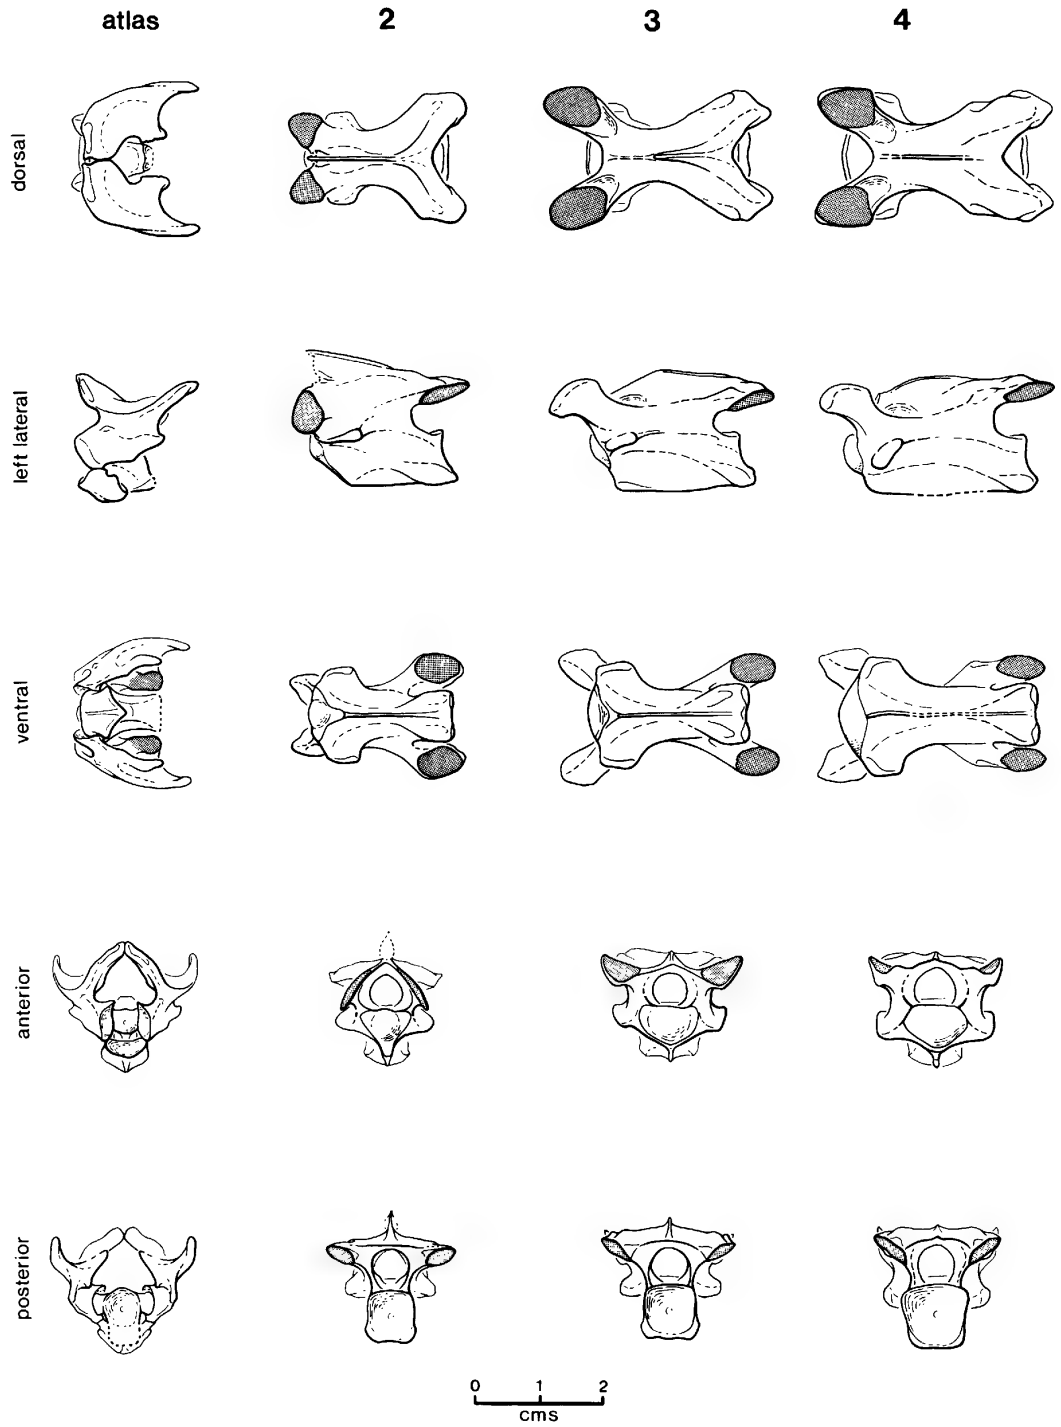 atlas 2 3 4
dorsal
left lateral
ventral
anterior
posterior
0 1 2
cms